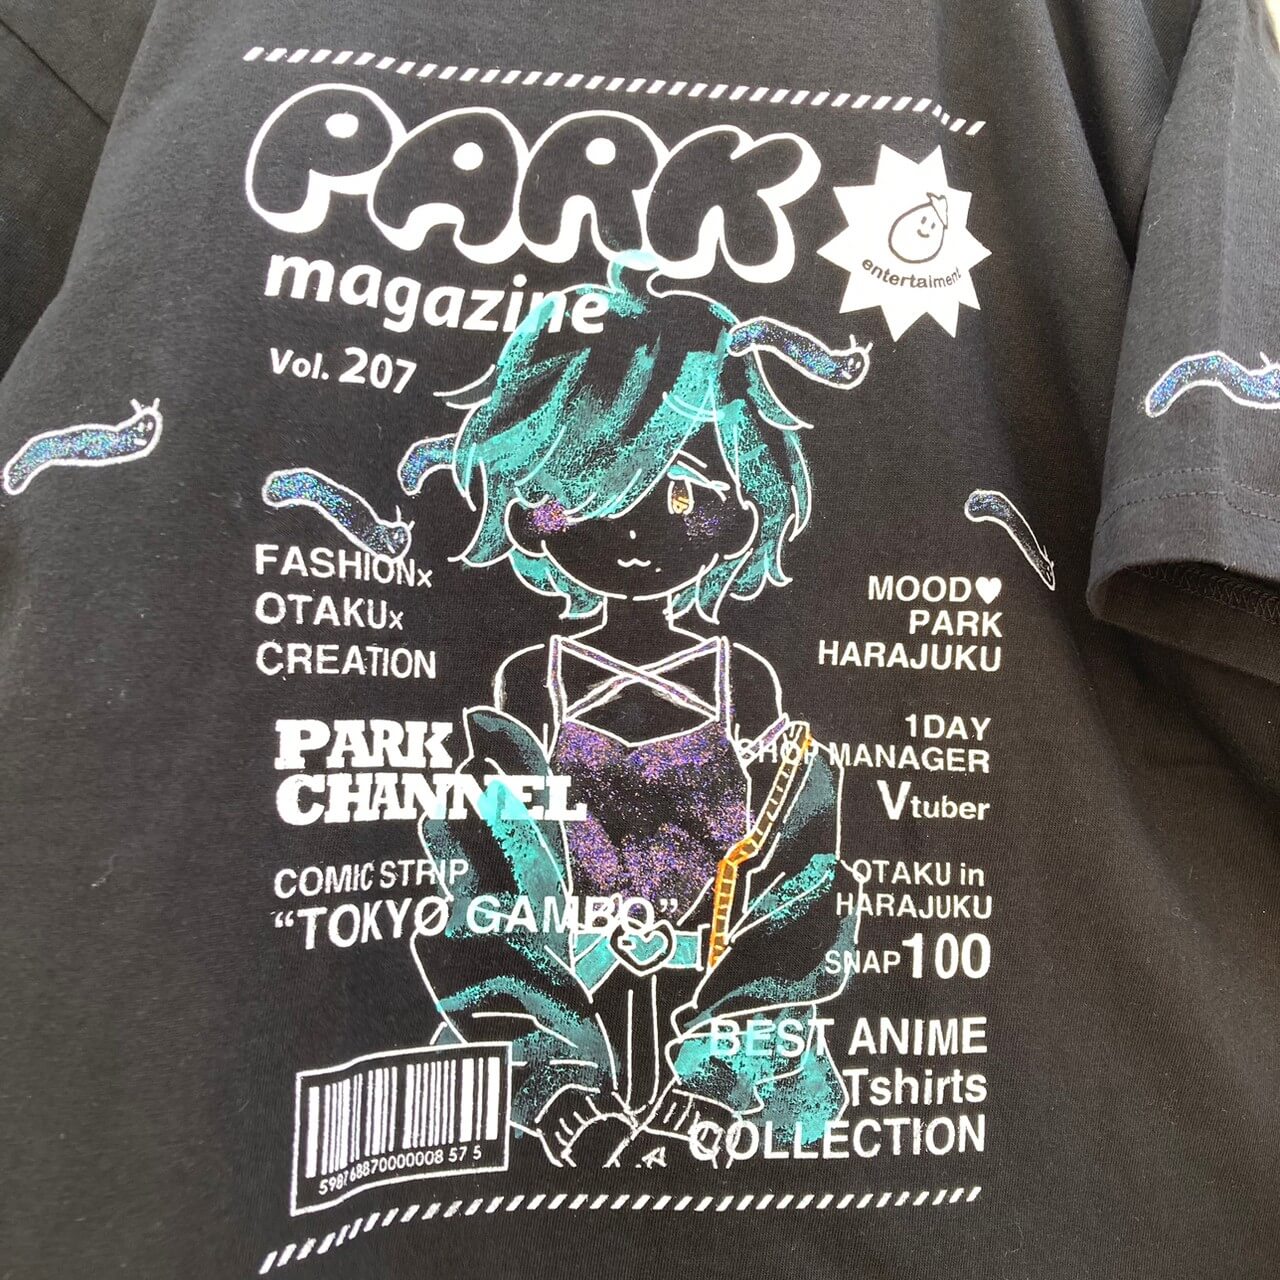 PARK
magazine
Vol. 207
entertaiment
FASHION×
OTAKU×
CREATION
PARK
CHANNEL
COMIC STRIP
“TOKYO GAMBO”
MOOD♥
PARK
HARAJUKU
1DAY
SHOP MANAGER
Vtuber
OTAKU in
HARAJUKU
SNAP100
BEST ANIME
Tshirts
COLLECTION